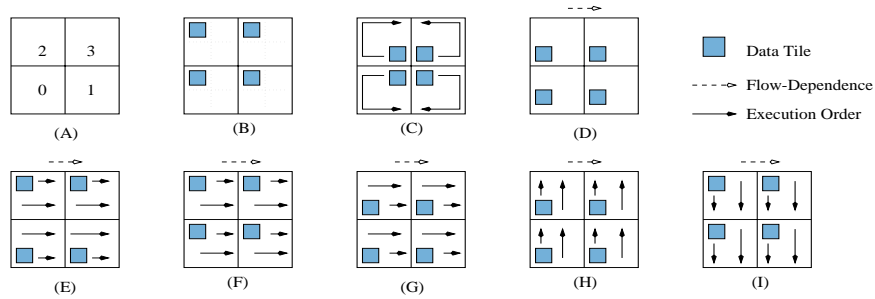 2 3
0 1
(A)
(B)
(C)
(D)
Data Tile
Flow-Dependence
Execution Order
(E)
(F)
(G)
(H)
(I)